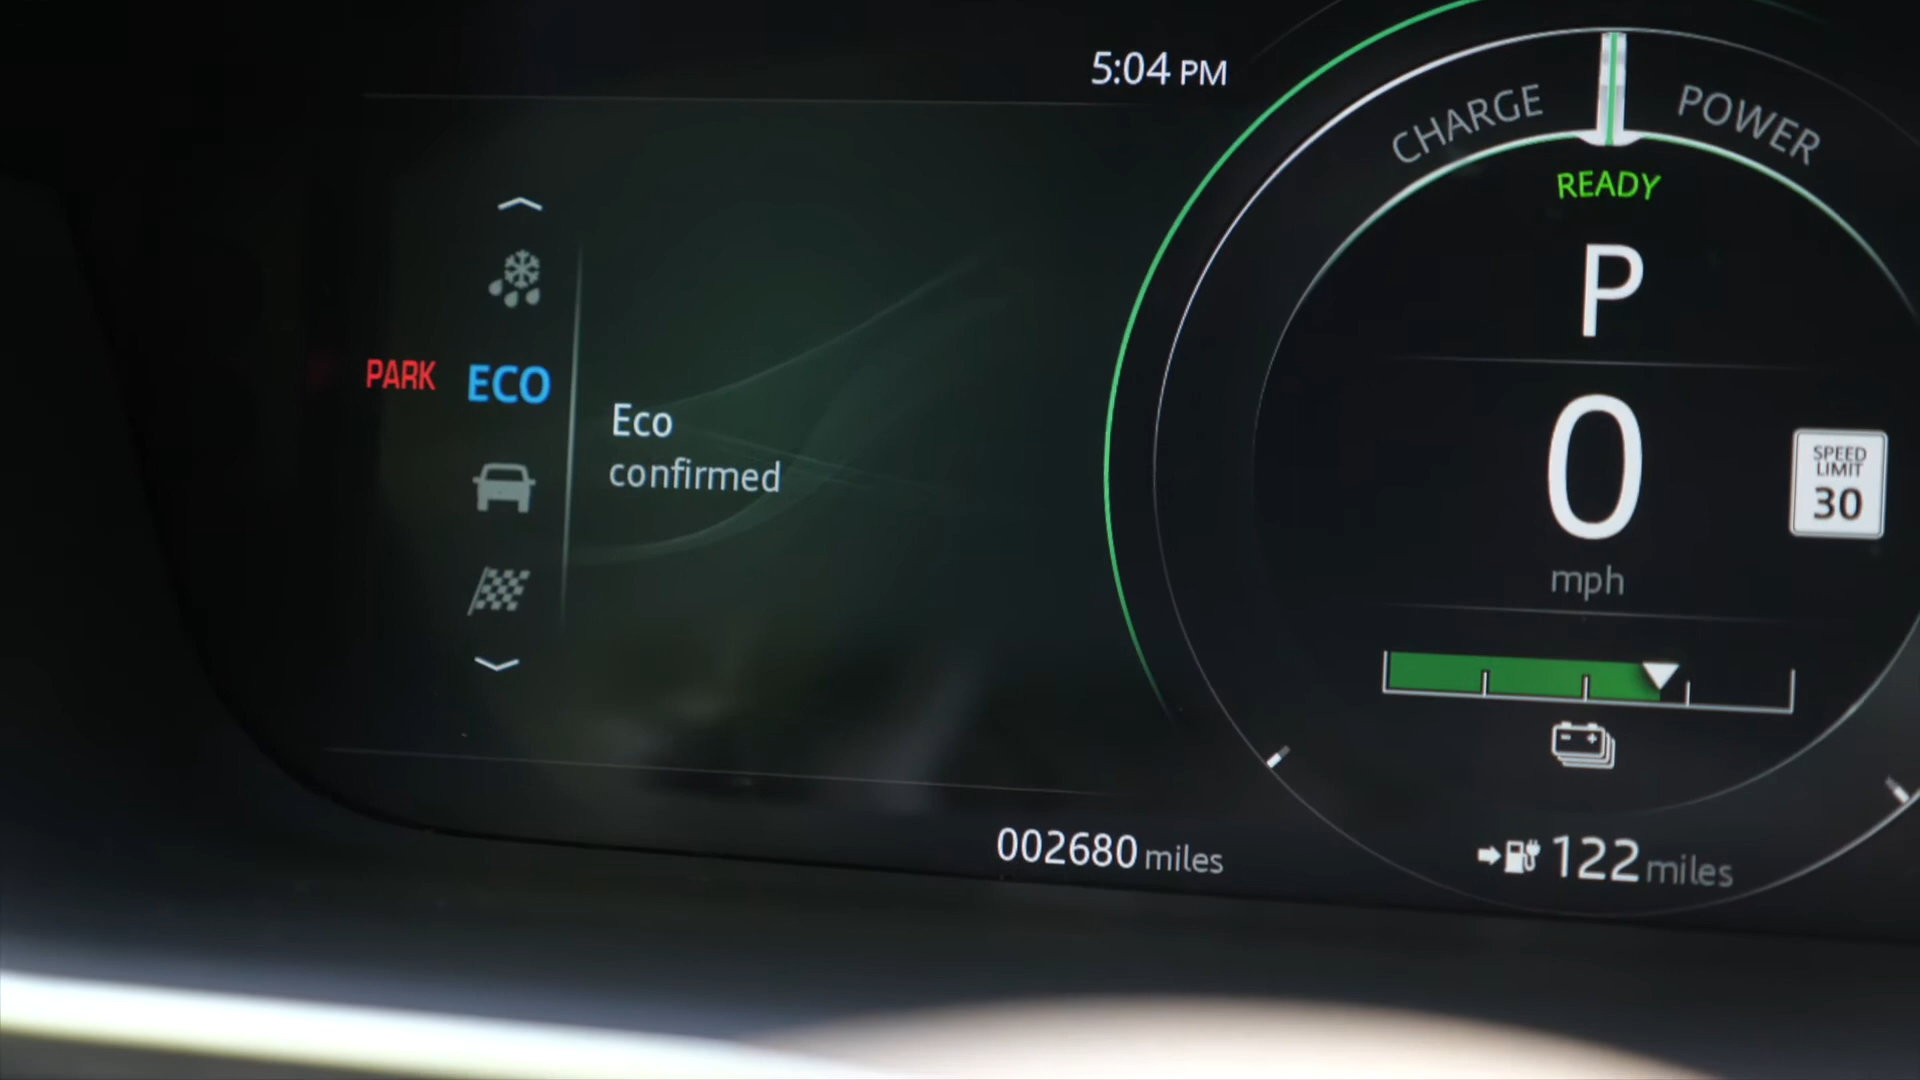 5:04 PM
CHARGE
POWER
READY
P
PARK
ECO
Eco
confirmed
0
mph
SPEED
LIMIT
30
002680 miles
122 miles